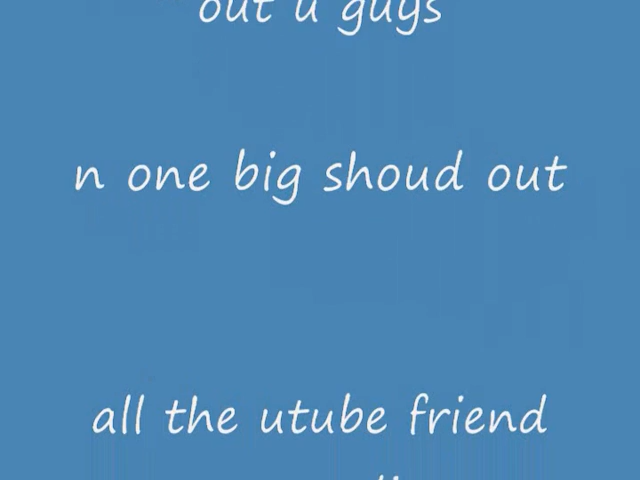 out u guys
n one big shoud out
all the utube friend